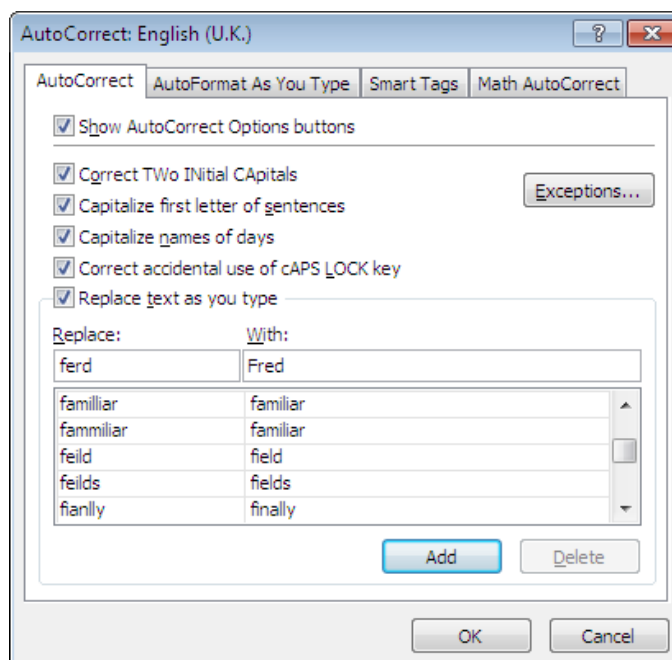 AutoCorrect: English (U.K.)
AutoCorrect AutoFormat As You Type Smart Tags Math AutoCorrect
Show AutoCorrect Options buttons
Correct TWo INitial CApitals
Exceptions...
Capitalize first letter of sentences
Capitalize names of days
Correct accidental use of cAPS LOCK key
Replace text as you type
Replace: With:
ferd Fred
familliar familiar
fammiliar familiar
feild field
feilds fields
fianlly finally
Add Delete
OK Cancel